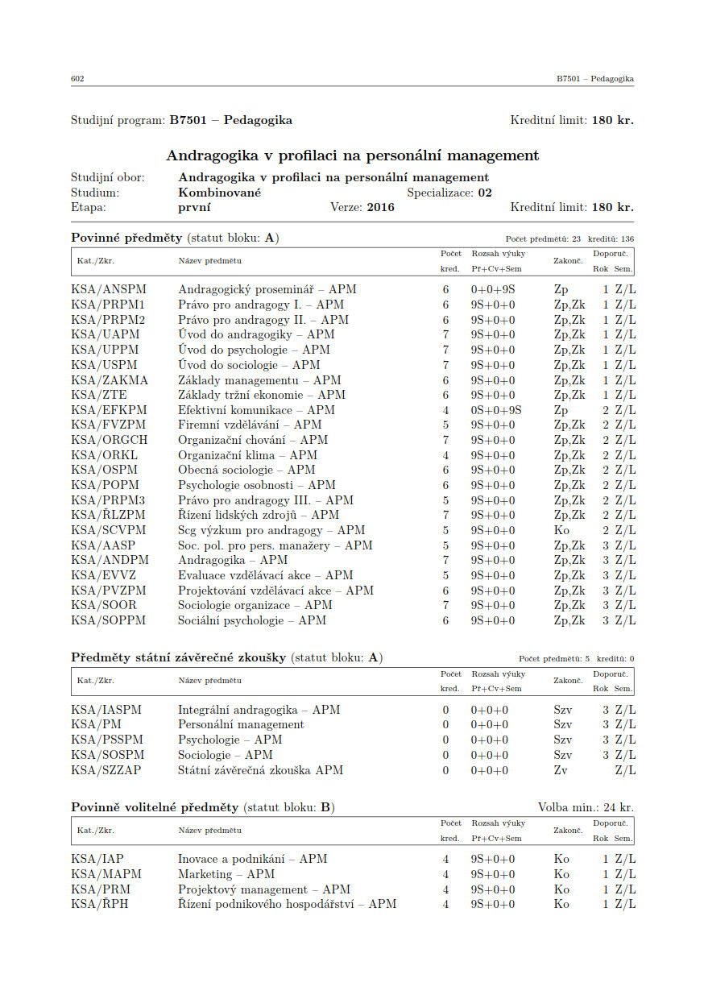 602 B7501 – Pedagogika
Studijní program: B7501 – Pedagogika Kreditní limit: 180 kr.
Andragogika v profilaci na personální management
Studijní obor: Andragogika v profilaci na personální management
Studium: Kombinované Specializace: 02
Etapa: první Verze: 2016 Kreditní limit: 180 kr.
Povinné předměty (statut bloku: A) Počet předmětů: 23 kreditů: 136
Kat./Zkr. Název předmětu Počet kred. Rozsah výuky Př+Cv+Sem Zakonč. Doporuč. Rok Sem.
KSA/ANSPM Andragogický proseminář – APM 6 0+0+9S Zp 1 Z/L
KSA/PRPM1 Právo pro andragogy I. – APM 6 9S+0+0 Zp,Zk 1 Z/L
KSA/PRPM2 Právo pro andragogy II. – APM 6 9S+0+0 Zp,Zk 1 Z/L
KSA/UAPM Úvod do andragogiky – APM 7 9S+0+0 Zp,Zk 1 Z/L
KSA/UPPM Úvod do psychologie – APM 7 9S+0+0 Zp,Zk 1 Z/L
KSA/USPM Úvod do sociologie – APM 7 9S+0+0 Zp,Zk 1 Z/L
KSA/ZAKMA Základy managementu – APM 6 9S+0+0 Zp,Zk 1 Z/L
KSA/ZTE Základy tržní ekonomie – APM 6 9S+0+0 Zp,Zk 1 Z/L
KSA/EFKPM Efektivní komunikace – APM 4 0S+0+9S Zp 2 Z/L
KSA/FVZPM Firemní vzdělávání – APM 5 9S+0+0 Zp,Zk 2 Z/L
KSA/ORGCH Organizační chování – APM 7 9S+0+0 Zp,Zk 2 Z/L
KSA/ORKL Organizační klima – APM 4 9S+0+0 Zp,Zk 2 Z/L
KSA/OSPM Obecná sociologie – APM 6 9S+0+0 Zp,Zk 2 Z/L
KSA/POPM Psychologie osobnosti – APM 6 9S+0+0 Zp,Zk 2 Z/L
KSA/PRPM3 Právo pro andragogy III. – APM 5 9S+0+0 Zp,Zk 2 Z/L
KSA/ŘLZPM Řízení lidských zdrojů – APM 7 9S+0+0 Zp,Zk 2 Z/L
KSA/SCVPM Scg výzkum pro andragogy – APM 5 9S+0+0 Ko 2 Z/L
KSA/AASP Soc. pol. pro pers. manažery – APM 5 9S+0+0 Zp,Zk 3 Z/L
KSA/ANDPM Andragogika – APM 7 9S+0+0 Zp,Zk 3 Z/L
KSA/EVVZ Evaluace vzdělávací akce – APM 5 9S+0+0 Zp,Zk 3 Z/L
KSA/PVZPM Projektování vzdělávací akce – APM 6 9S+0+0 Zp,Zk 3 Z/L
KSA/SOOR Sociologie organizace – APM 7 9S+0+0 Zp,Zk 3 Z/L
KSA/SOPPM Sociální psychologie – APM 6 9S+0+0 Zp,Zk 3 Z/L
Předměty státní závěrečné zkoušky (statut bloku: A) Počet předmětů: 5 kreditů: 0
Kat./Zkr. Název předmětu Počet kred. Rozsah výuky Př+Cv+Sem Zakonč. Doporuč. Rok Sem.
KSA/IASPM Integrální andragogika – APM 0 0+0+0 Szv 3 Z/L
KSA/PM Personální management 0 0+0+0 Szv 3 Z/L
KSA/PSSPM Psychologie – APM 0 0+0+0 Szv 3 Z/L
KSA/SOSPM Sociologie – APM 0 0+0+0 Szv 3 Z/L
KSA/SZZAP Státní závěrečná zkouška APM 0 0+0+0 Zv Z/L
Povinně volitelné předměty (statut bloku: B) Volba min.: 24 kr.
Kat./Zkr. Název předmětu Počet kred. Rozsah výuky Př+Cv+Sem Zakonč. Doporuč. Rok Sem.
KSA/IAP Inovace a podnikání – APM 4 9S+0+0 Ko 1 Z/L
KSA/MAPM Marketing – APM 4 9S+0+0 Ko 1 Z/L
KSA/PRM Projektový management – APM 4 9S+0+0 Ko 1 Z/L
KSA/ŘPH Řízení podnikového hospodářství – APM 4 9S+0+0 Ko 1 Z/L